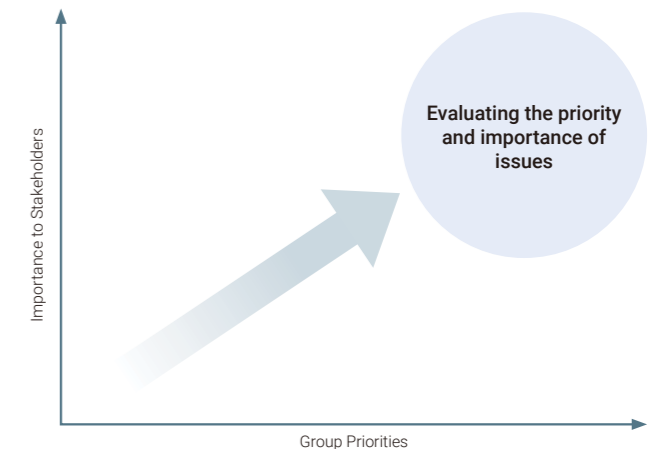 Evaluating the priority
and importance of
issues
Importance to Stakeholders
Group Priorities